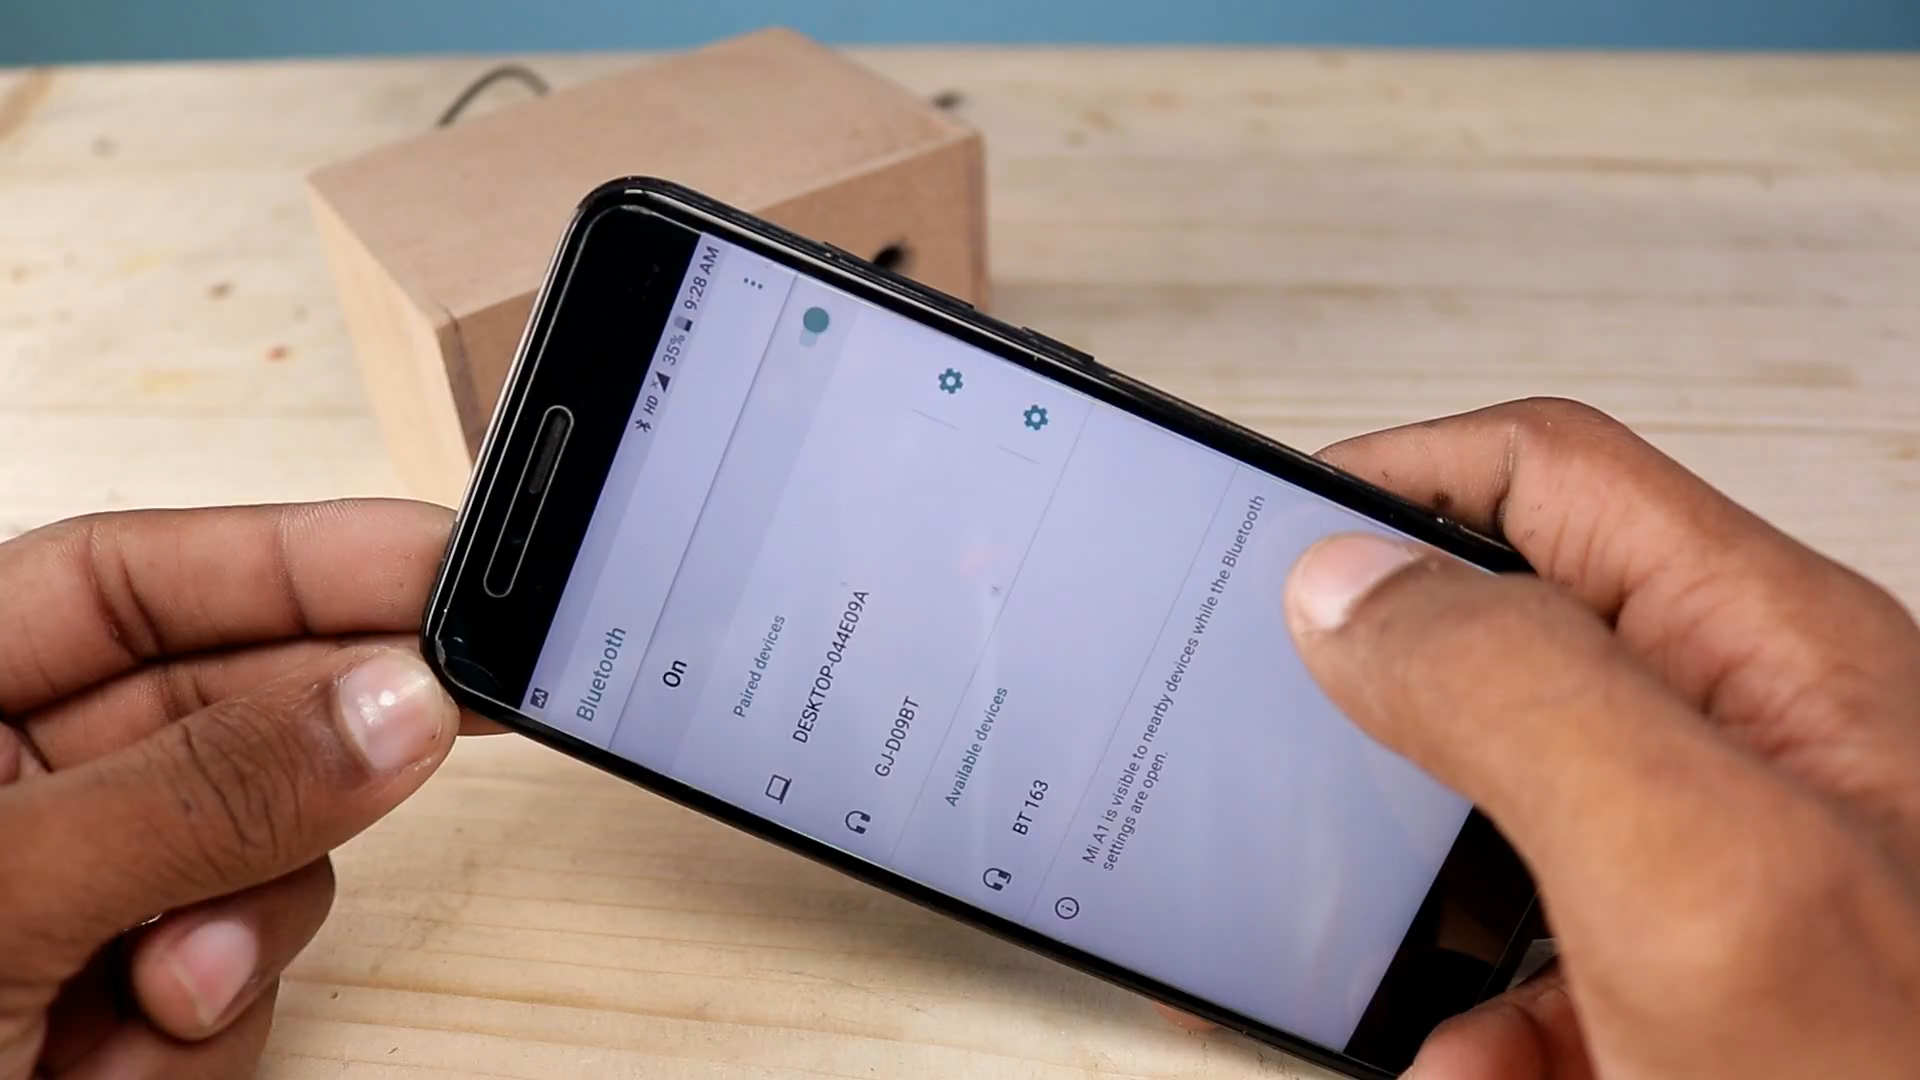 HD 35% 9:28 AM
Bluetooth
On
Paired devices
DESKTOP-044E09A
GJ-D09BT
Available devices
BT 163
Mi A1 is visible to nearby devices while the Bluetooth
settings are open.